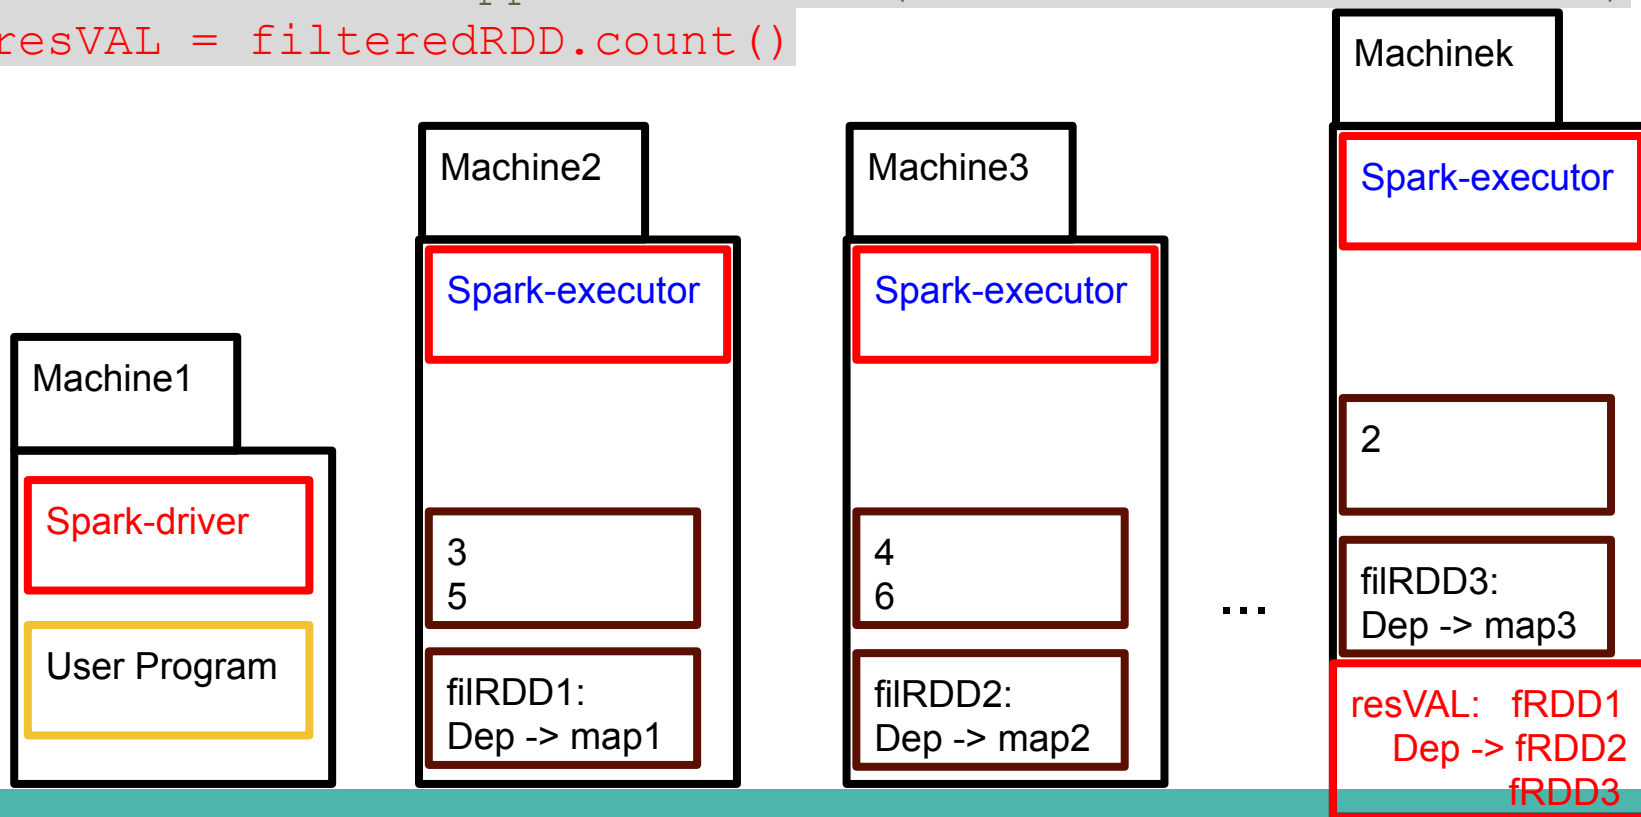 resVAL = filteredRDD.count()
Machinek
Machine2
Machine3
Spark-executor
Spark-executor
Spark-executor
Machine1
2
Spark-driver
3
5
4
6
...
filRDD3:
Dep -> map3
User Program
filRDD1:
Dep -> map1
filRDD2:
Dep -> map2
resVAL: fRDD1
Dep -> fRDD2
fRDD3